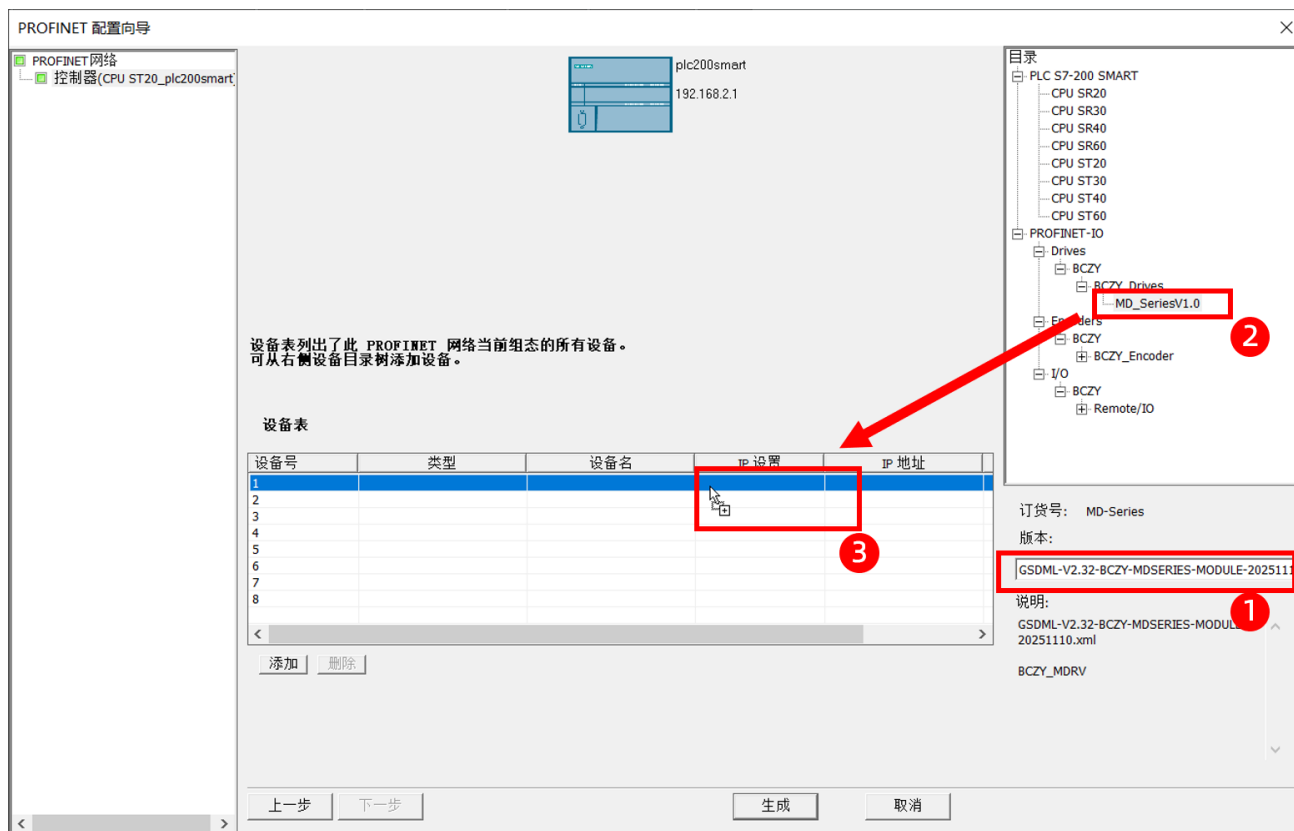 PROFINET 配置向导
PROFINET网络
控制器(CPU ST20_plc200smart)
plc200smart
192.168.2.1
设备表列出了此 PROFINET 网络当前组态的所有设备。
可从右侧设备目录树添加设备。
设备表
设备号 类型 设备名 IP 设置 IP 地址
1
2
3
4
5
6
7
8
3
添加 删除
上一步 下一步 生成 取消
目录
PLC S7-200 SMART
CPU SR20
CPU SR30
CPU SR40
CPU SR60
CPU ST20
CPU ST30
CPU ST40
CPU ST60
PROFINET-IO
Drives
BCZY
BCZY_Drives
MD_SeriesV1.0
2
Encoders
BCZY
BCZY_Encoder
I/O
BCZY
Remote/IO
订货号: MD-Series
版本:
GSDML-V2.32-BCZY-MDSERIES-MODULE-2025111
1
说明:
GSDML-V2.32-BCZY-MDSERIES-MODULE-
20251110.xml
BCZY_MDRV